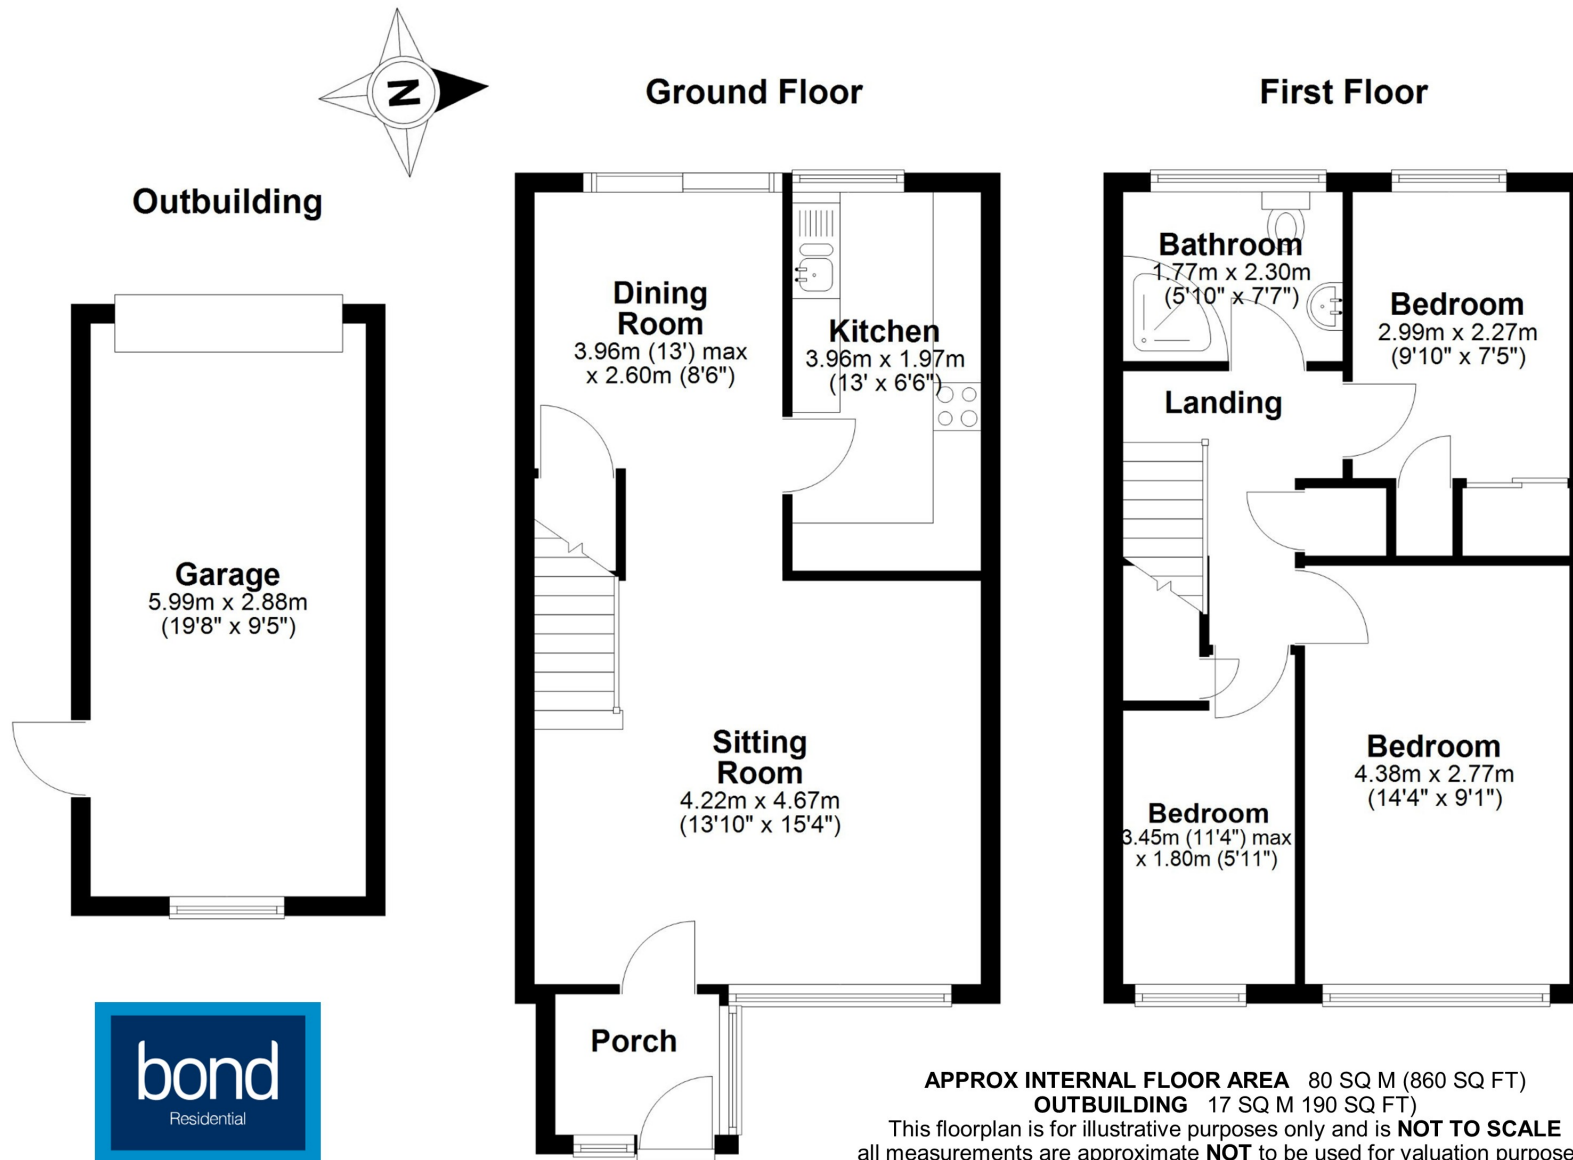 N
Ground Floor
First Floor
Outbuilding
Bathroom
1.77m x 2.30m
(5'10" x 7'7")
Dining
Room
3.96m (13') max
x 2.60m (8'6")
Kitchen
3.96m x 1.97m
(13' x 6'6")
Bedroom
2.99m x 2.27m
(9'10" x 7'5")
Landing
Garage
5.99m x 2.88m
(19'8" x 9'5")
Sitting
Room
4.22m x 4.67m
(13'10" x 15'4")
Bedroom
4.38m x 2.77m
(14'4" x 9'1")
Bedroom
3.45m (11'4") max
x 1.80m (5'11")
Porch
bond
Residential
APPROX INTERNAL FLOOR AREA 80 SQ M (860 SQ FT)
OUTBUILDING 17 SQ M 190 SQ FT)
This floorplan is for illustrative purposes only and is NOT TO SCALE
all measurements are approximate NOT to be used for valuation purpose